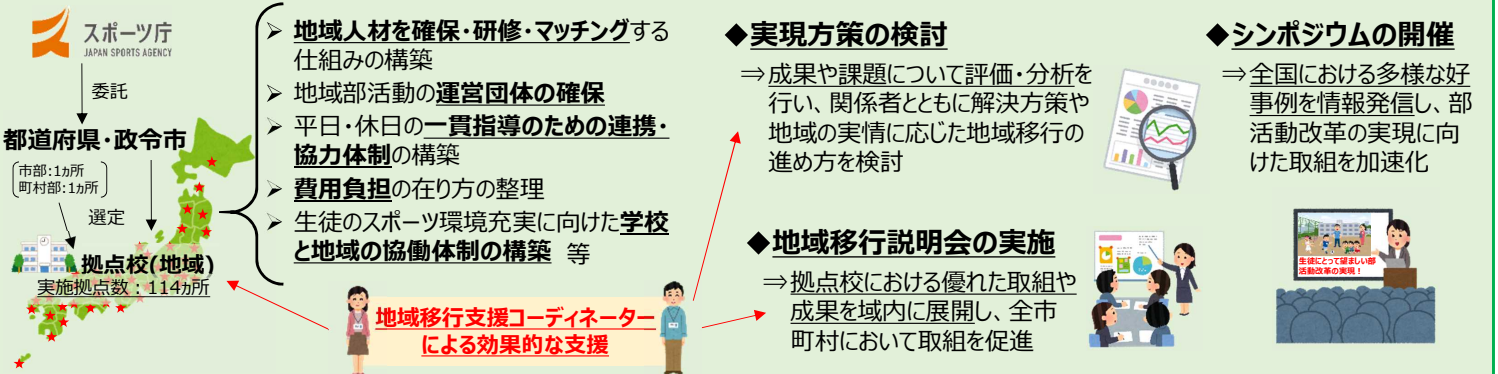 スポーツ庁
JAPAN SPORTS AGENCY
委託
都道府県・政令市
市部:1ヵ所
町村部:1ヵ所
選定
拠点校(地域)
実施拠点数：114ヵ所
➢ 地域人材を確保・研修・マッチングする
仕組みの構築
➢ 地域部活動の運営団体の確保
➢ 平日・休日の一貫指導のための連携・
協力体制の構築
➢ 費用負担の在り方の整理
➢ 生徒のスポーツ環境充実に向けた学校
と地域の協働体制の構築 等
地域移行支援コーディネーター
による効果的な支援
◆実現方策の検討
⇒成果や課題について評価・分析を
行い、関係者とともに解決方策や
地域の実情に応じた地域移行の
進め方を検討
◆地域移行説明会の実施
⇒拠点校における優れた取組や
成果を域内に展開し、全市
町村において取組を促進
◆シンポジウムの開催
⇒全国における多様な好
事例を情報発信し、部
活動改革の実現に向
けた取組を加速化
生徒にとって望ましい部
活動改革の実現！